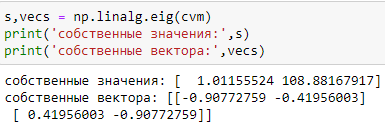 s,vecs = np.linalg.eig(cvm)
print('собственные значения:',s)
print('собственные вектора:',vecs)
собственные значения: [  1.01155524 108.88167917]
собственные вектора: [[-0.90772759 -0.41956003]
 [ 0.41956003 -0.90772759]]